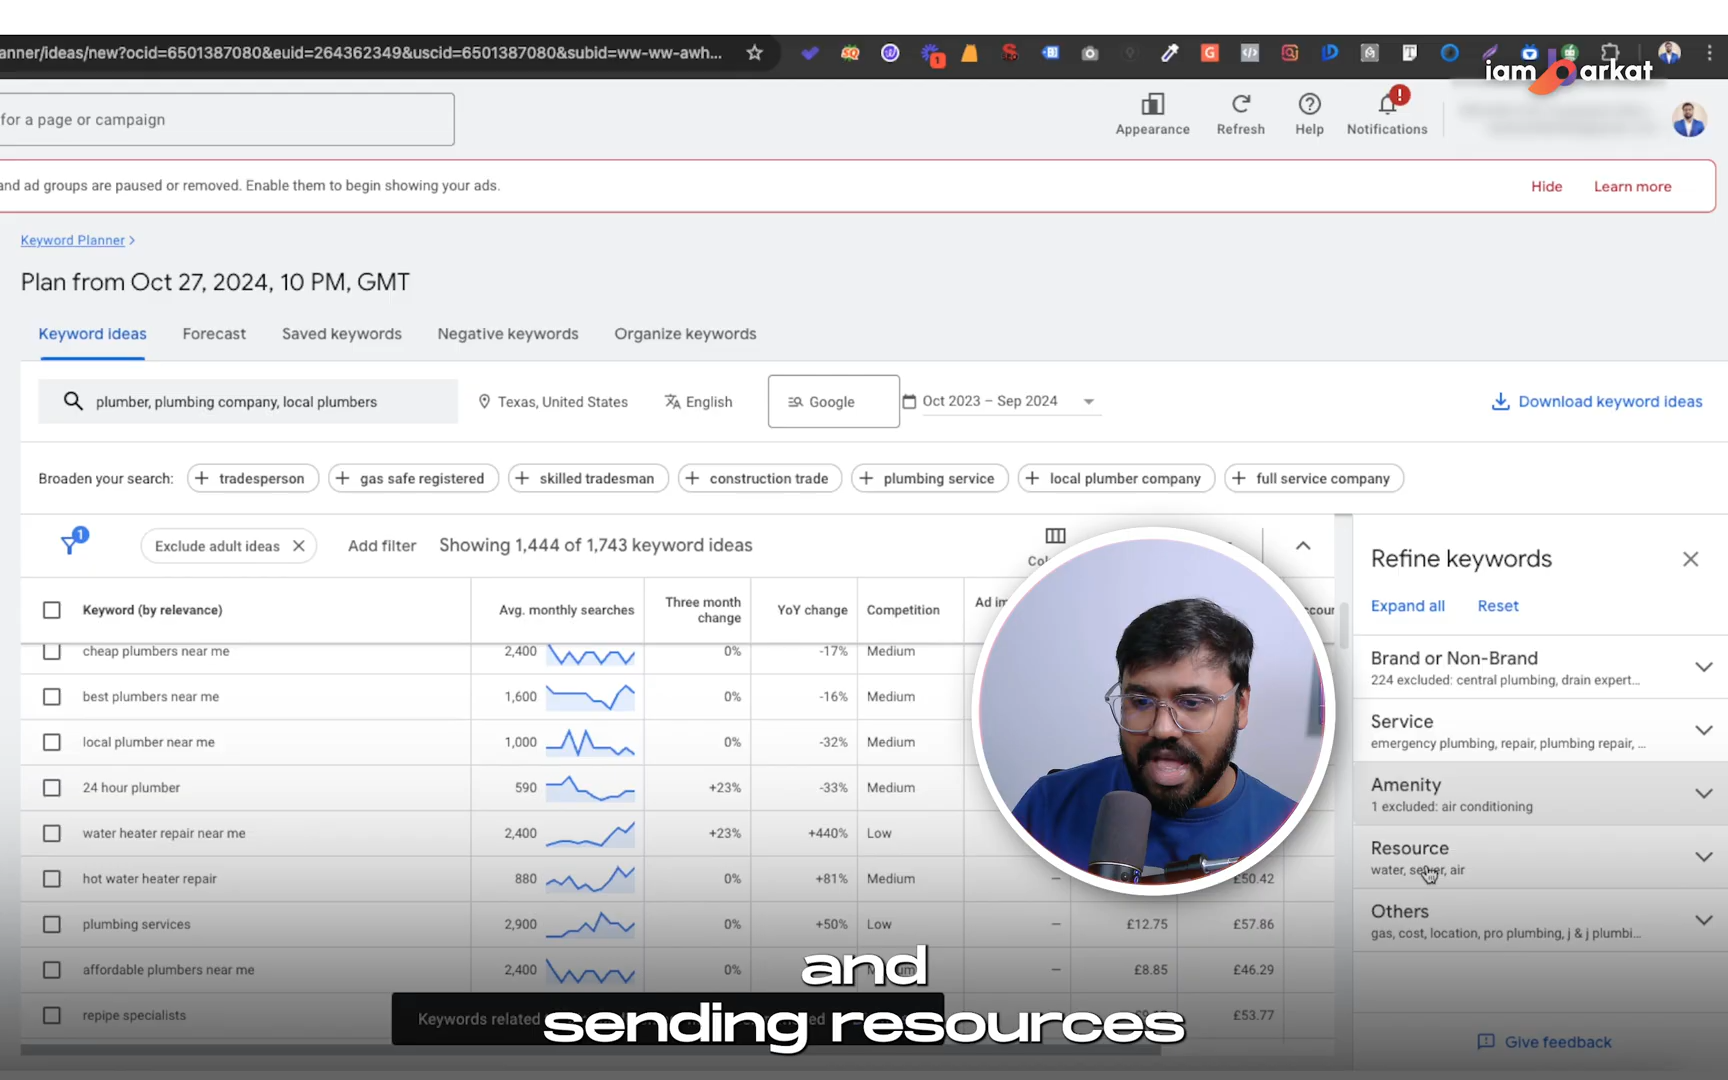 anner/ideas/new?ocid=6501387080&euid=264362349&uscid=6501387080&subid=ww-ww-awh...
1
iam arkat
for a page or campaign
Appearance
Refresh
Help
Notifications
and ad groups are paused or removed. Enable them to begin showing your ads.
Hide
Learn more
Keyword Planner >
Plan from Oct 27, 2024, 10 PM, GMT
Keyword ideas
Forecast
Saved keywords
Negative keywords
Organize keywords
plumber, plumbing company, local plumbers
Texas, United States
English
Google
Oct 2023 – Sep 2024
Download keyword ideas
Broaden your search:
+ tradesperson
+ gas safe registered
+ skilled tradesman
+ construction trade
+ plumbing service
+ local plumber company
+ full service company
1
Exclude adult ideas
Add filter
Showing 1,444 of 1,743 keyword ideas
Keyword (by relevance)
Avg. monthly searches
Three month change
YoY change
Competition
cheap plumbers near me 2,400 0% -17% Medium
best plumbers near me 1,600 0% -16% Medium
local plumber near me 1,000 0% -32% Medium
24 hour plumber 590 +23% -33% Medium
water heater repair near me 2,400 +23% +440% Low
hot water heater repair 880 0% +81% Medium – £50.42
plumbing services 2,900 0% +50% Low – £12.75 £57.86
affordable plumbers near me 2,400 0% – £8.85 £46.29
repipe specialists £53.77
Keywords related
and
sending resources
Refine keywords
Expand all
Reset
Brand or Non-Brand
224 excluded: central plumbing, drain expert...
Service
emergency plumbing, repair, plumbing repair, ...
Amenity
1 excluded: air conditioning
Resource
water, sewer, air
Others
gas, cost, location, pro plumbing, j & j plumbi...
Give feedback